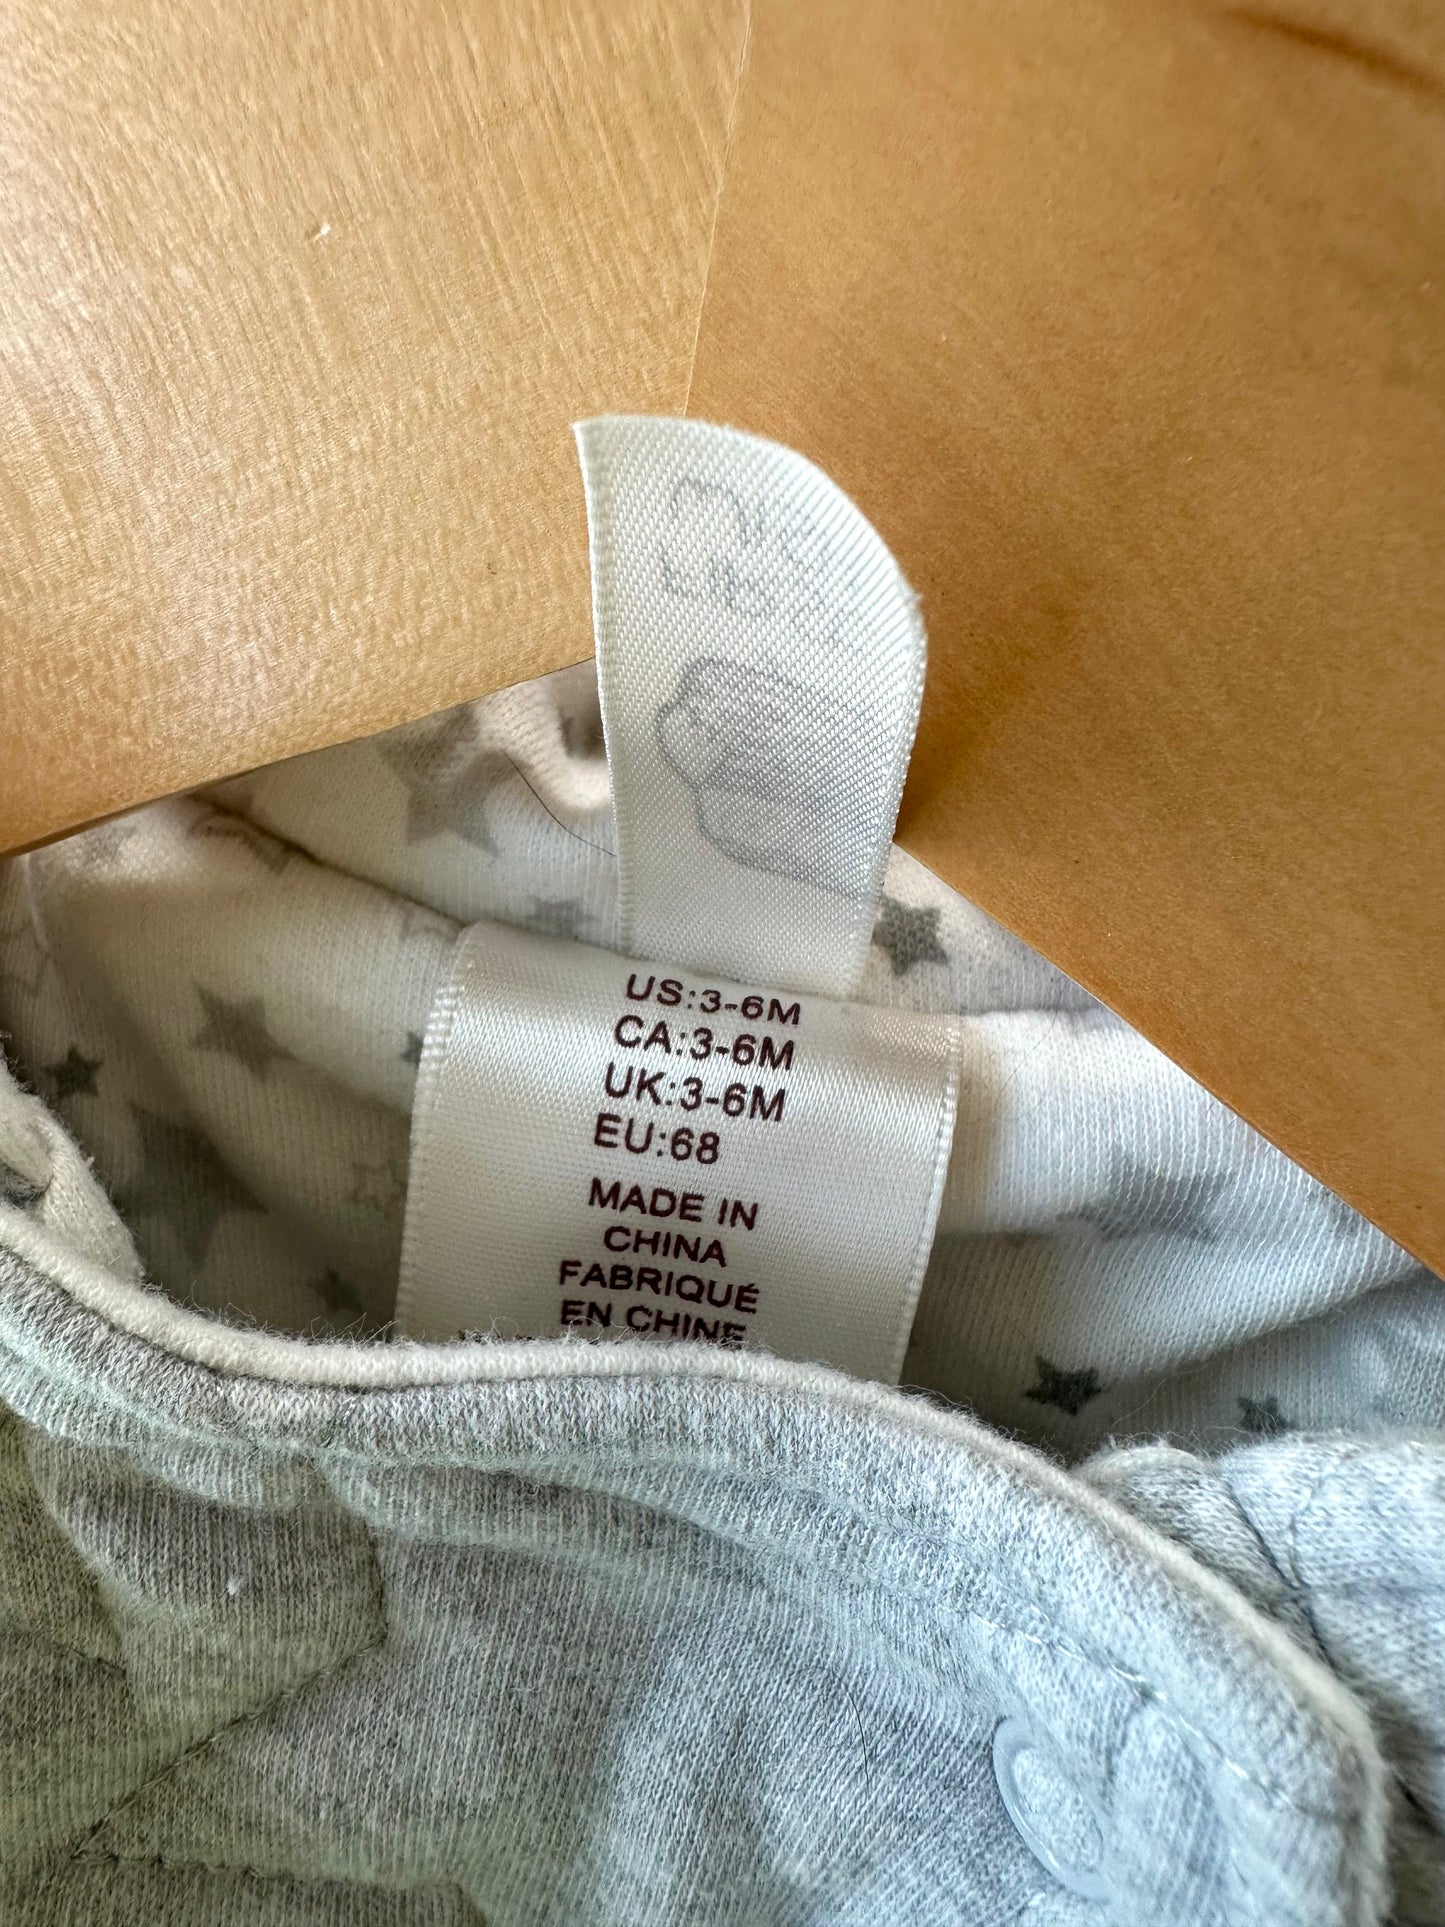 US:3-6M
CA:3-6M
UK:3-6M
EU:68
MADE IN
CHINA
FABRIQUÉ
EN CHINE